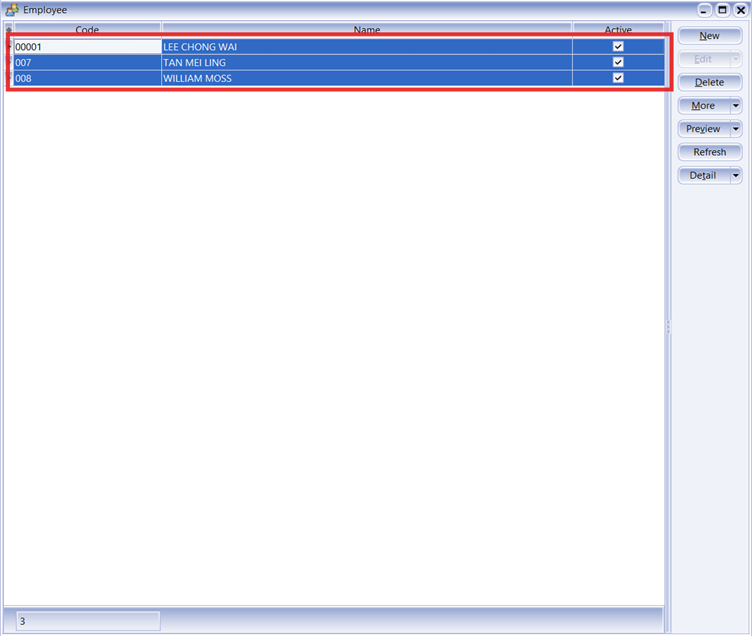 Employee
Code Name Active
00001 LEE CHONG WAI
007 TAN MEI LING
008 WILLIAM MOSS
New
Edit
Delete
More
Preview
Refresh
Detail
3